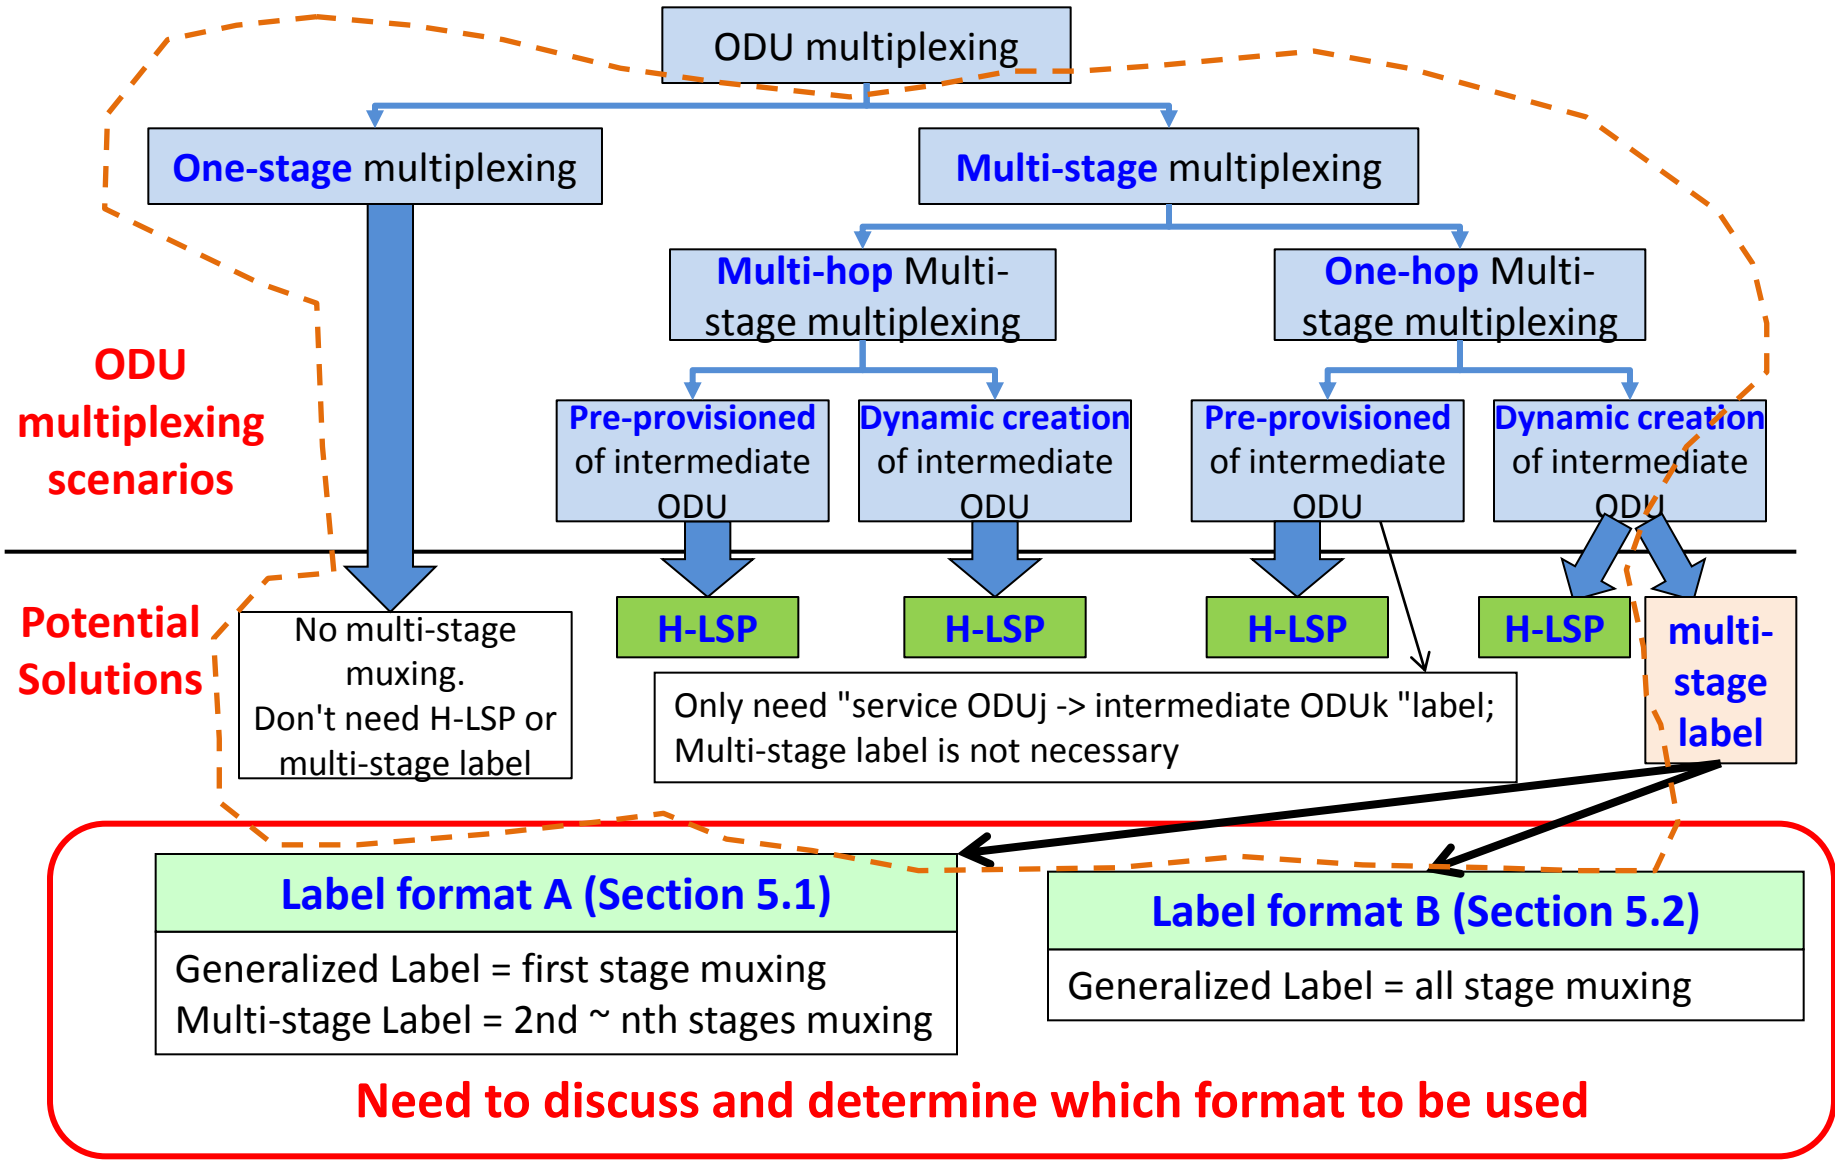 ODU multiplexing
One-stage multiplexing
Multi-stage multiplexing
Multi-hop Multi-
stage multiplexing
One-hop Multi-
stage multiplexing
ODU
multiplexing
scenarios
Pre-provisioned
of intermediate
ODU
Dynamic creation
of intermediate
ODU
Pre-provisioned
of intermediate
ODU
Dynamic creation
of intermediate
ODU
Potential
Solutions
No multi-stage
muxing.
Don't need H-LSP or
multi-stage label
H-LSP
H-LSP
H-LSP
H-LSP
multi-
stage
label
Only need "service ODUj -> intermediate ODUk "label;
Multi-stage label is not necessary
Label format A (Section 5.1)
Generalized Label = first stage muxing
Multi-stage Label = 2nd ~ nth stages muxing
Label format B (Section 5.2)
Generalized Label = all stage muxing
Need to discuss and determine which format to be used